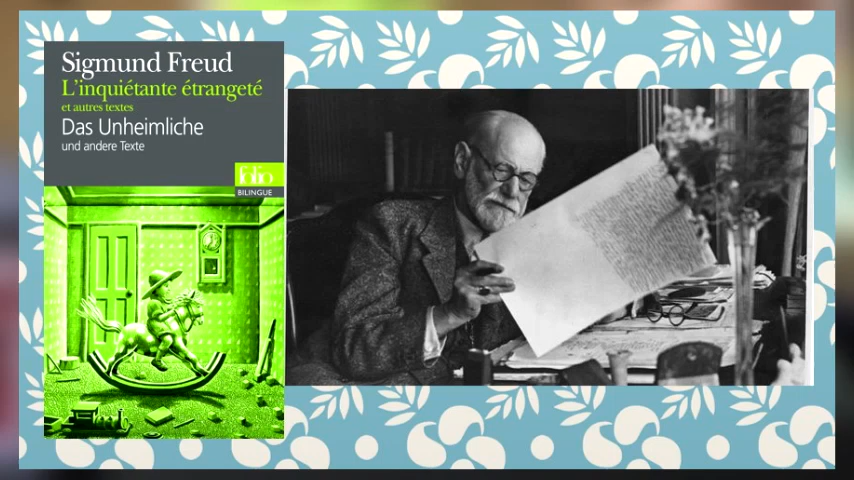 Sigmund Freud
L'inquiétante étrangeté
et autres textes
Das Unheimliche
und andere Texte
folio
BILINGUE